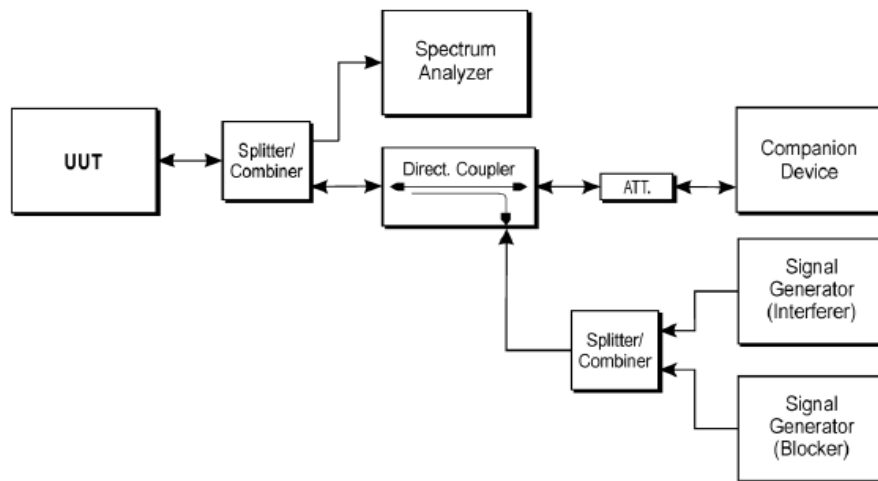 Spectrum
Analyzer
UUT
Splitter/
Combiner
Direct. Coupler
ATT.
Companion
Device
Signal
Generator
(Interferer)
Splitter/
Combiner
Signal
Generator
(Blocker)